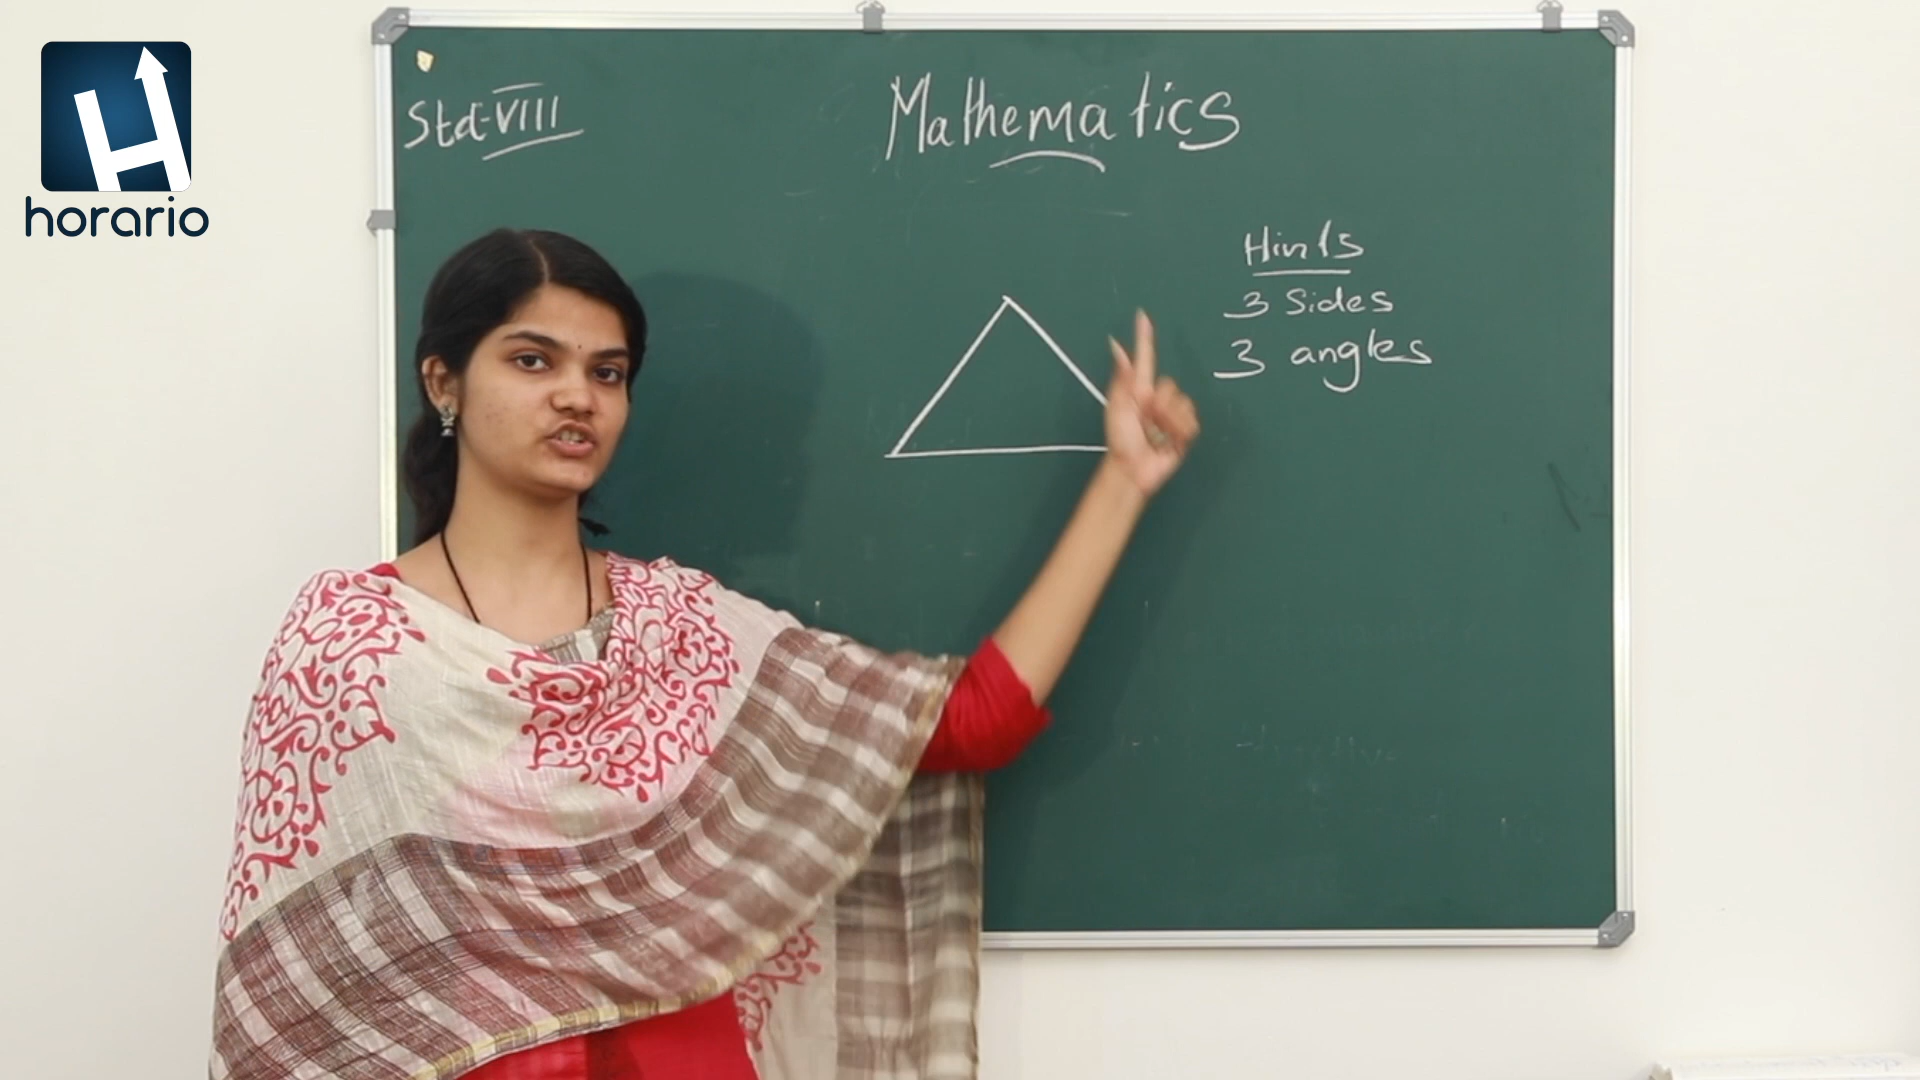 horario
Std-VIII
Mathematics
Hints
3 Sides
3 angles